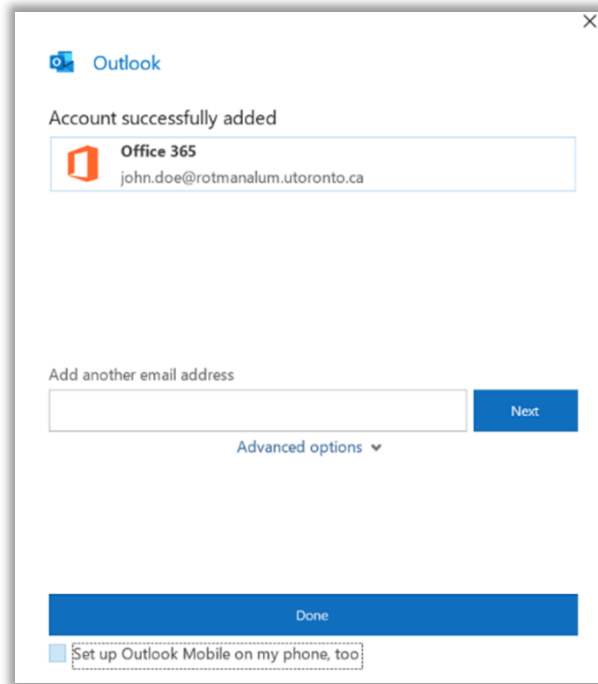 Outlook
Account successfully added
Office 365
john.doe@rotmanalum.utoronto.ca
Add another email address
Next
Advanced options
Done
Set up Outlook Mobile on my phone, too